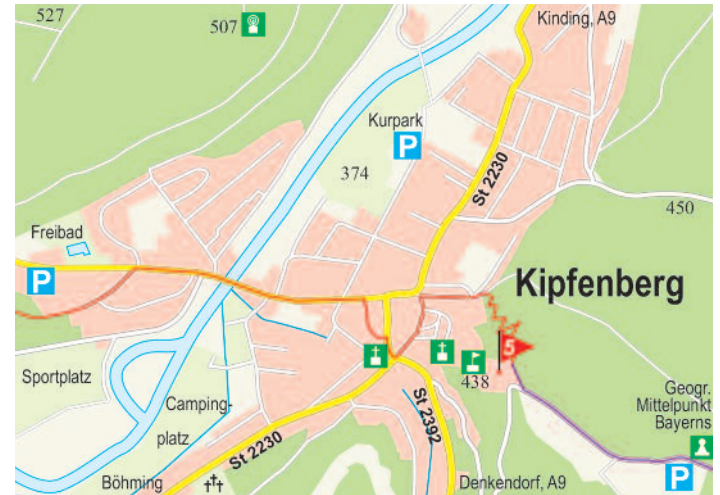 527
507
Kinding, A9
Kurpark
P
374
St 2230
450
Freibad
P
Kipfenberg
5
438
Sportplatz
Camping-
platz
Geogr.
Mittelpunkt
Bayerns
St 2392
St 2230
Böhming
Denkendorf, A9
P